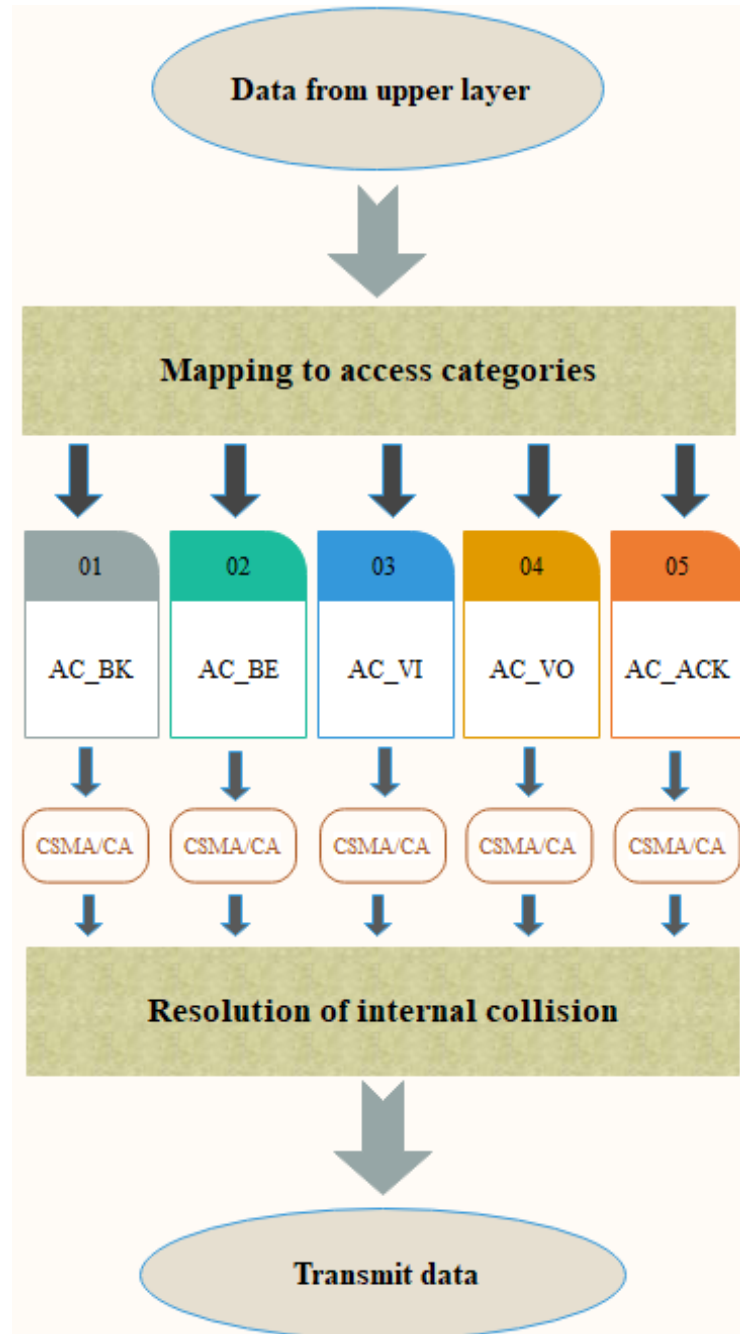 Data from upper layer
Mapping to access categories
01 02 03 04 05
AC_BK AC_BE AC_VI AC_VO AC_ACK
CSMA/CA CSMA/CA CSMA/CA CSMA/CA CSMA/CA
Resolution of internal collision
Transmit data